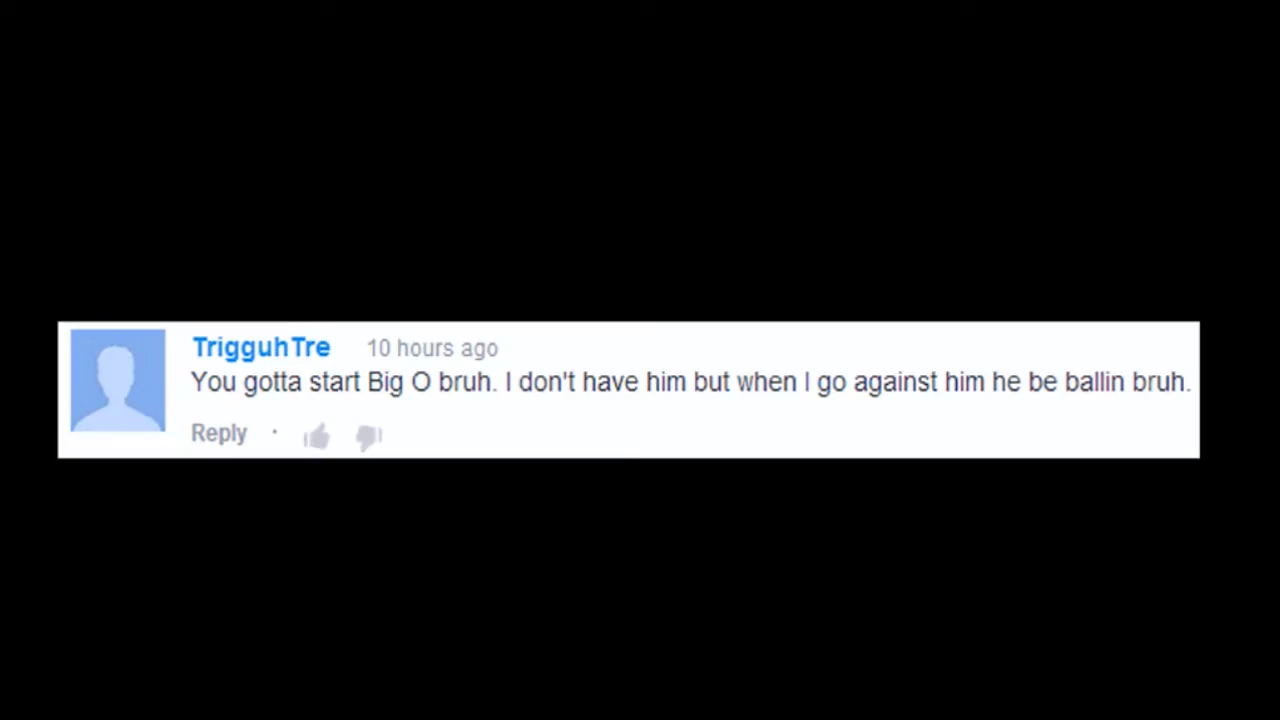 TrigguhTre 10 hours ago
You gotta start Big O bruh. I don't have him but when I go against him he be ballin bruh.
Reply ·